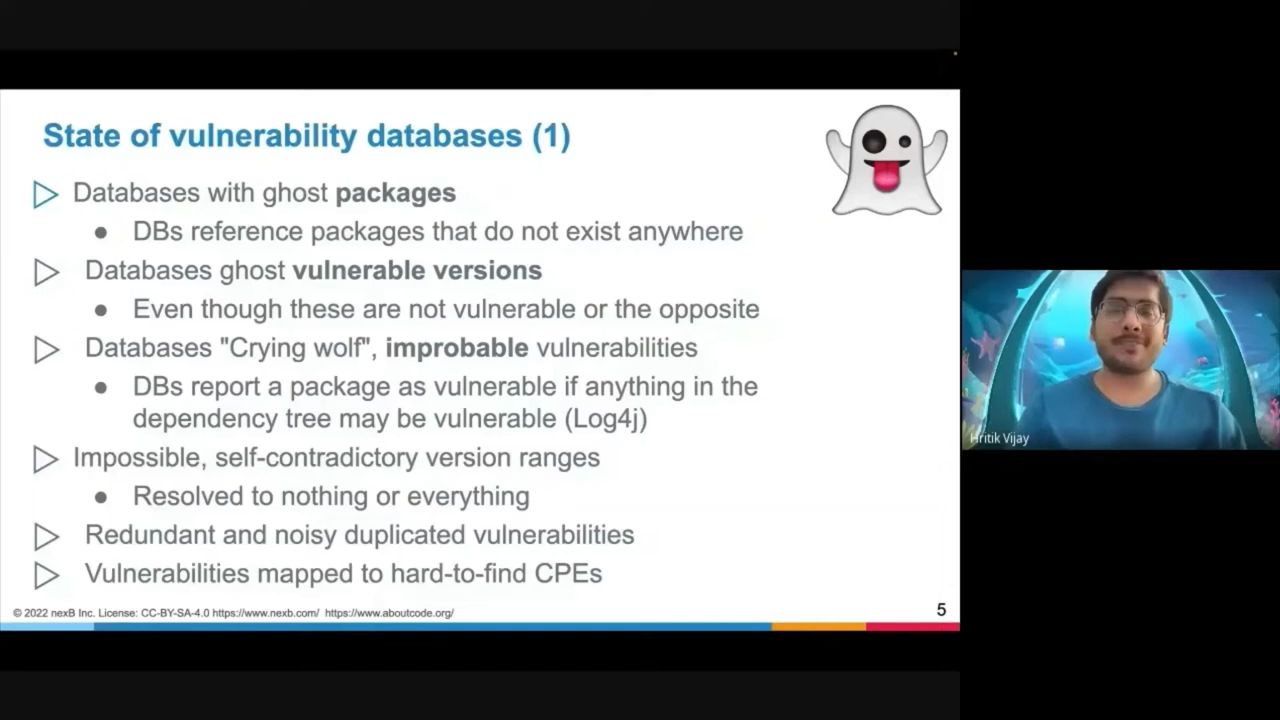 State of vulnerability databases (1)
Databases with ghost packages
● DBs reference packages that do not exist anywhere
Databases ghost vulnerable versions
● Even though these are not vulnerable or the opposite
Databases "Crying wolf", improbable vulnerabilities
● DBs report a package as vulnerable if anything in the
dependency tree may be vulnerable (Log4j)
Impossible, self-contradictory version ranges
● Resolved to nothing or everything
Redundant and noisy duplicated vulnerabilities
Vulnerabilities mapped to hard-to-find CPEs
© 2022 nexB Inc. License: CC-BY-SA-4.0 https://www.nexb.com/ https://www.aboutcode.org/
5
Hritik Vijay